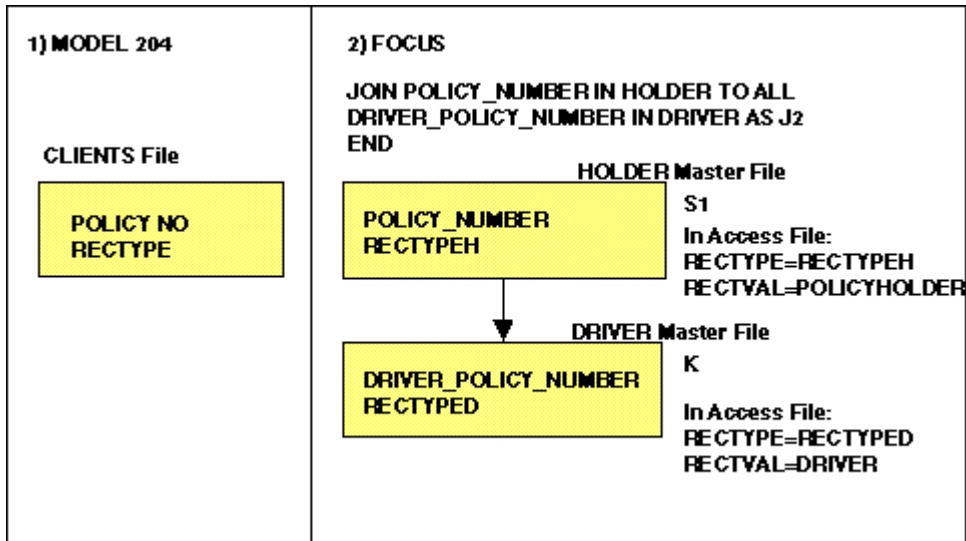 1) MODEL 204
CLIENTS File
POLICY NO
RECTYPE
2) FOCUS
JOIN POLICY_NUMBER IN HOLDER TO ALL
DRIVER_POLICY_NUMBER IN DRIVER AS J2
END
HOLDER Master File
POLICY_NUMBER
RECTYPEH
S1
In Access File:
RECTYPE=RECTYPEH
RECTVAL=POLICYHOLDER
DRIVER Master File
DRIVER_POLICY_NUMBER
RECTYPED
K
In Access File:
RECTYPE=RECTYPED
RECTVAL=DRIVER